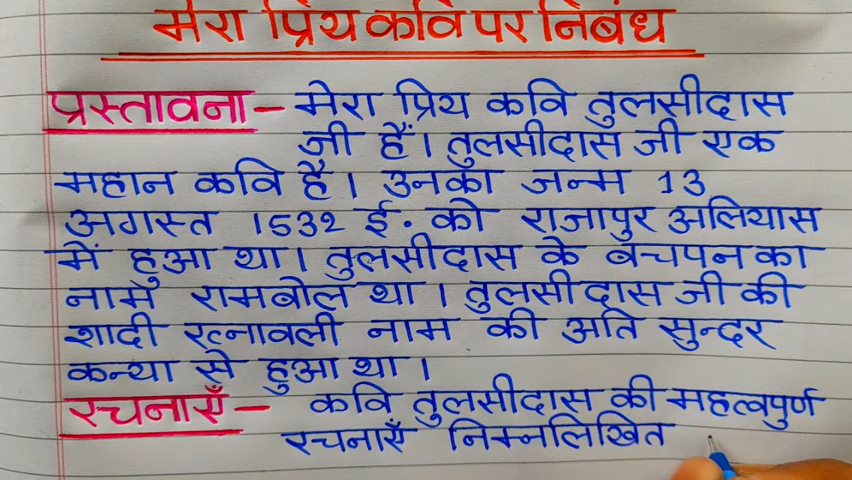 मेरा प्रिय कवि पर निबंध
प्रस्तावना - मेरा प्रिय कवि तुलसीदास
जी हैं। तुलसीदास जी एक
महान कवि है। उनका जन्म 13
अगस्त 1532 ई. को राजापुर अलियास
में हुआ था। तुलसीदास के बचपन का
नाम रामबोल था। तुलसीदास जी की
शादी रत्नावली नाम की अति सुन्दर
कन्या से हुआ था।
रचनाएँ - कवि तुलसीदास की महत्वपुर्ण
रचनाएँ निम्नलिखित